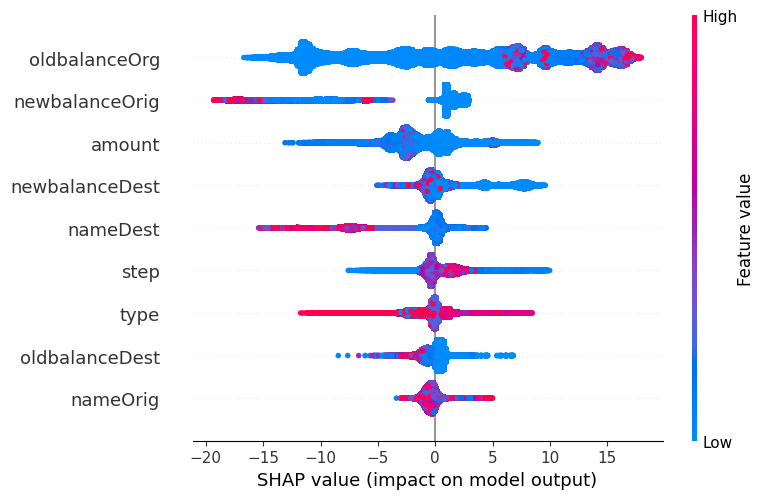 High
oldbalanceOrg
newbalanceOrig
amount
newbalanceDest
nameDest
step
type
oldbalanceDest
nameOrig
Feature value
Low
−20 −15 −10 −5 0 5 10 15
SHAP value (impact on model output)